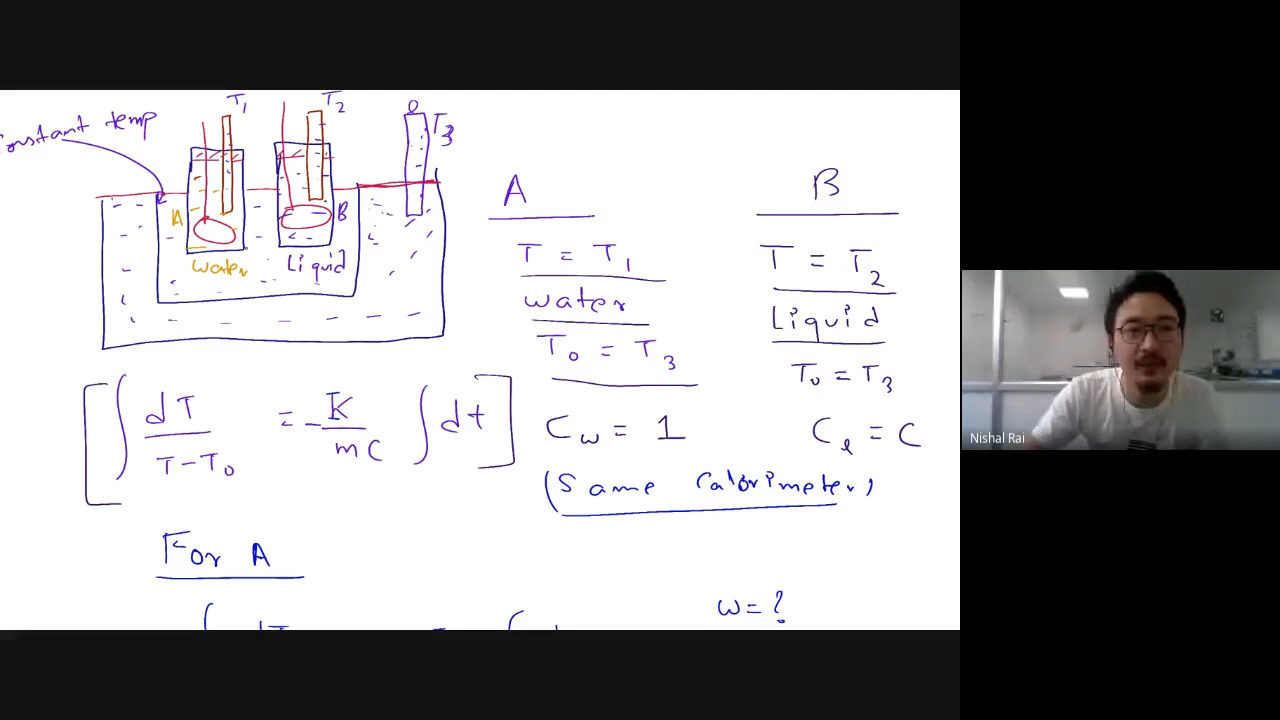 T1 T2 T3
constant temp
A B
water Liquid
A
T = T1
water
T0 = T3
Cw = 1
B
T = T2
Liquid
T0 = T3
Cl = C
(Same Calorimeter)
[∫ dT / T-T0 = - K / mC ∫ dt]
For A
w = ?
Nishal Rai